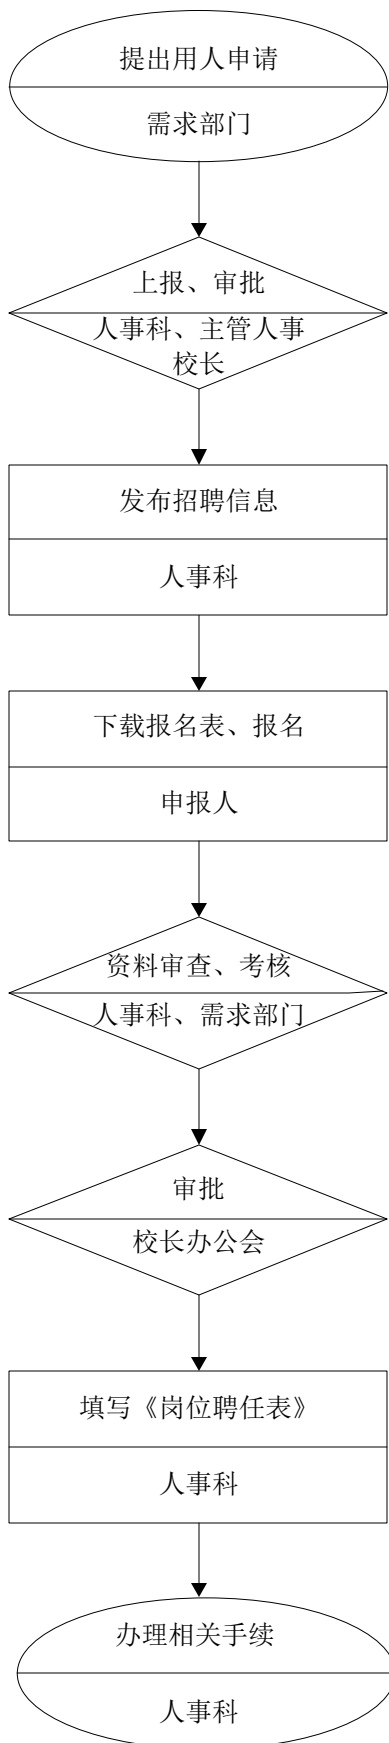 提出用人申请
需求部门
上报、审批
人事科、主管人事
校长
发布招聘信息
人事科
下载报名表、报名
申报人
资料审查、考核
人事科、需求部门
审批
校长办公会
填写《岗位聘任表》
人事科
办理相关手续
人事科